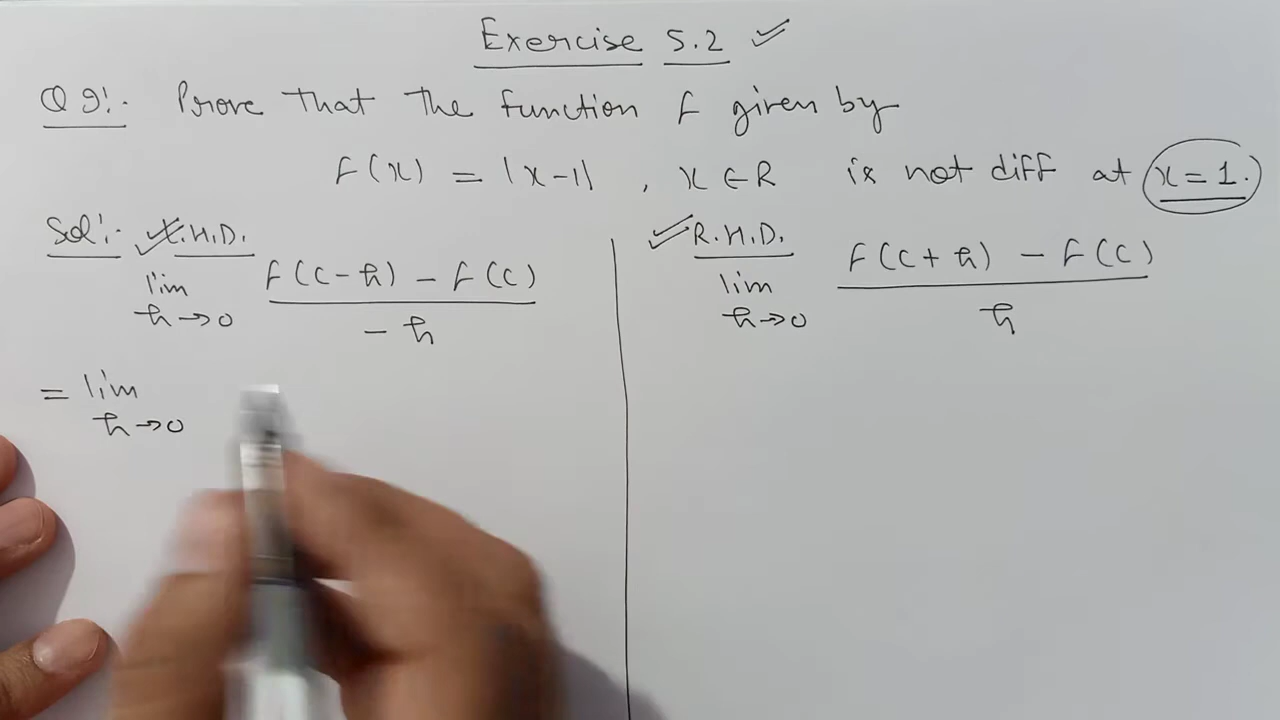 Exercise 5.2 ✓
Q9:. Prove that the function f given by
f(x) = |x-1| , x ∈ R is not diff at x = 1.
Sol:. L.H.D.
lim h→0 f(c-h) - f(c) / -h
= lim h→0
R.H.D.
lim h→0 f(c+h) - f(c) / h